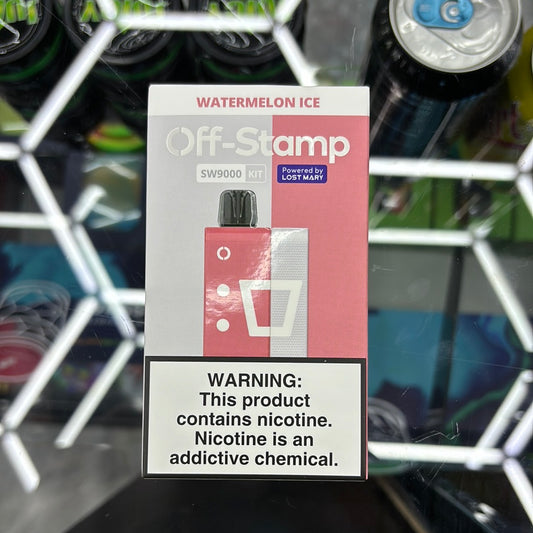 WATERMELON ICE
Off-Stamp
SW9000 KIT
Powered by
LOST MARY
WARNING:
This product
contains nicotine.
Nicotine is an
addictive chemical.